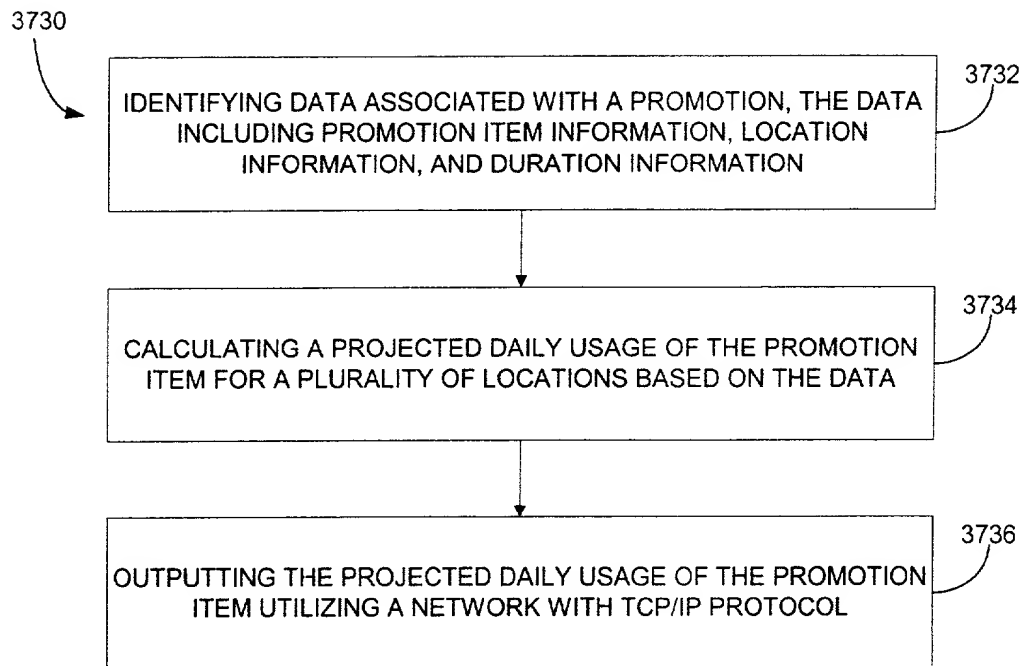 3730
3732
IDENTIFYING DATA ASSOCIATED WITH A PROMOTION, THE DATA
INCLUDING PROMOTION ITEM INFORMATION, LOCATION
INFORMATION, AND DURATION INFORMATION
3734
CALCULATING A PROJECTED DAILY USAGE OF THE PROMOTION
ITEM FOR A PLURALITY OF LOCATIONS BASED ON THE DATA
3736
OUTPUTTING THE PROJECTED DAILY USAGE OF THE PROMOTION
ITEM UTILIZING A NETWORK WITH TCP/IP PROTOCOL